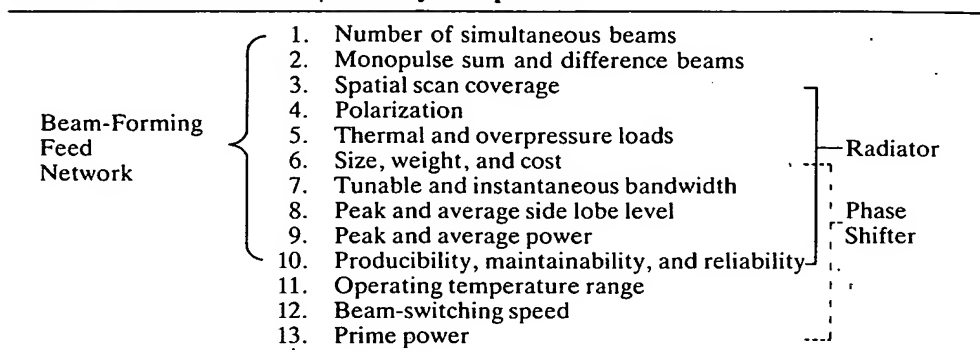 1. Number of simultaneous beams
2. Monopulse sum and difference beams
3. Spatial scan coverage
4. Polarization
5. Thermal and overpressure loads
6. Size, weight, and cost
7. Tunable and instantaneous bandwidth
8. Peak and average side lobe level
9. Peak and average power
10. Producibility, maintainability, and reliability
11. Operating temperature range
12. Beam-switching speed
13. Prime power
Beam-Forming
Feed
Network
Radiator
Phase
Shifter